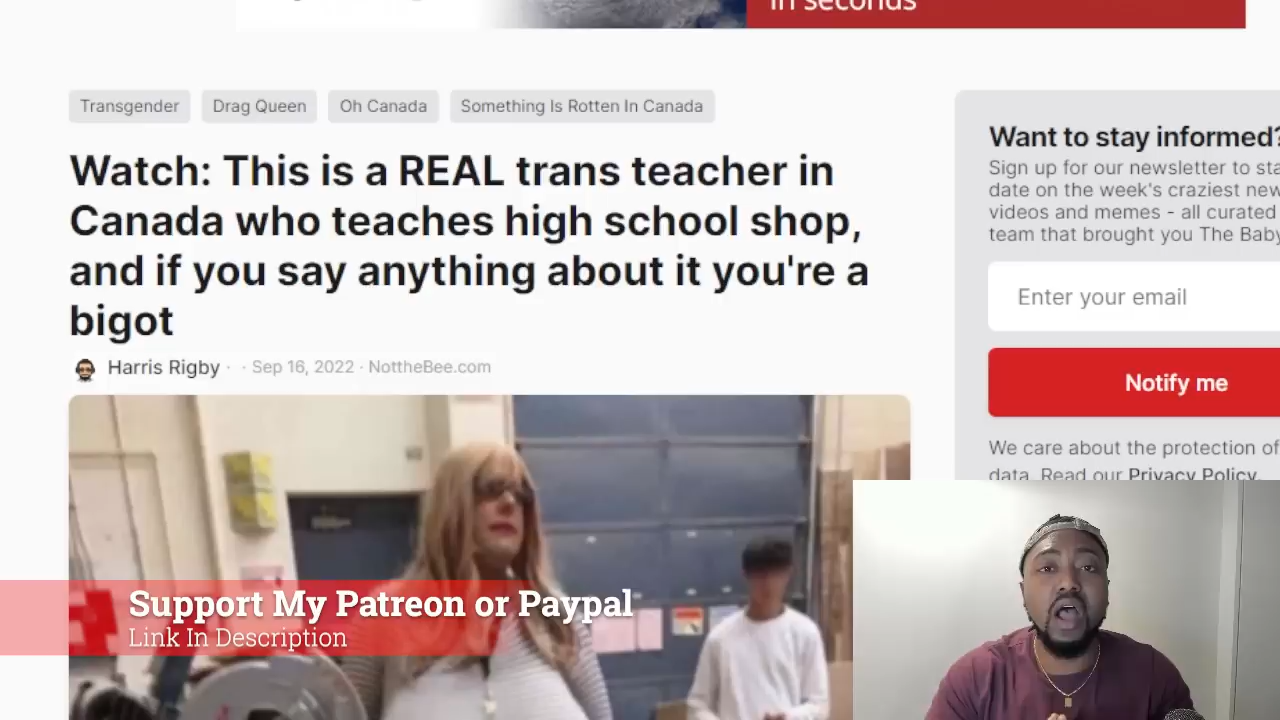 in seconds
Transgender
Drag Queen
Oh Canada
Something Is Rotten In Canada
Watch: This is a REAL trans teacher in
Canada who teaches high school shop,
and if you say anything about it you're a
bigot
Harris Rigby · · Sep 16, 2022 · NottheBee.com
Want to stay informed?
Sign up for our newsletter to sta
date on the week's craziest new
videos and memes - all curated
team that brought you The Baby
Enter your email
Notify me
We care about the protection of
data. Read our Privacy Policy.
Support My Patreon or Paypal
Link In Description